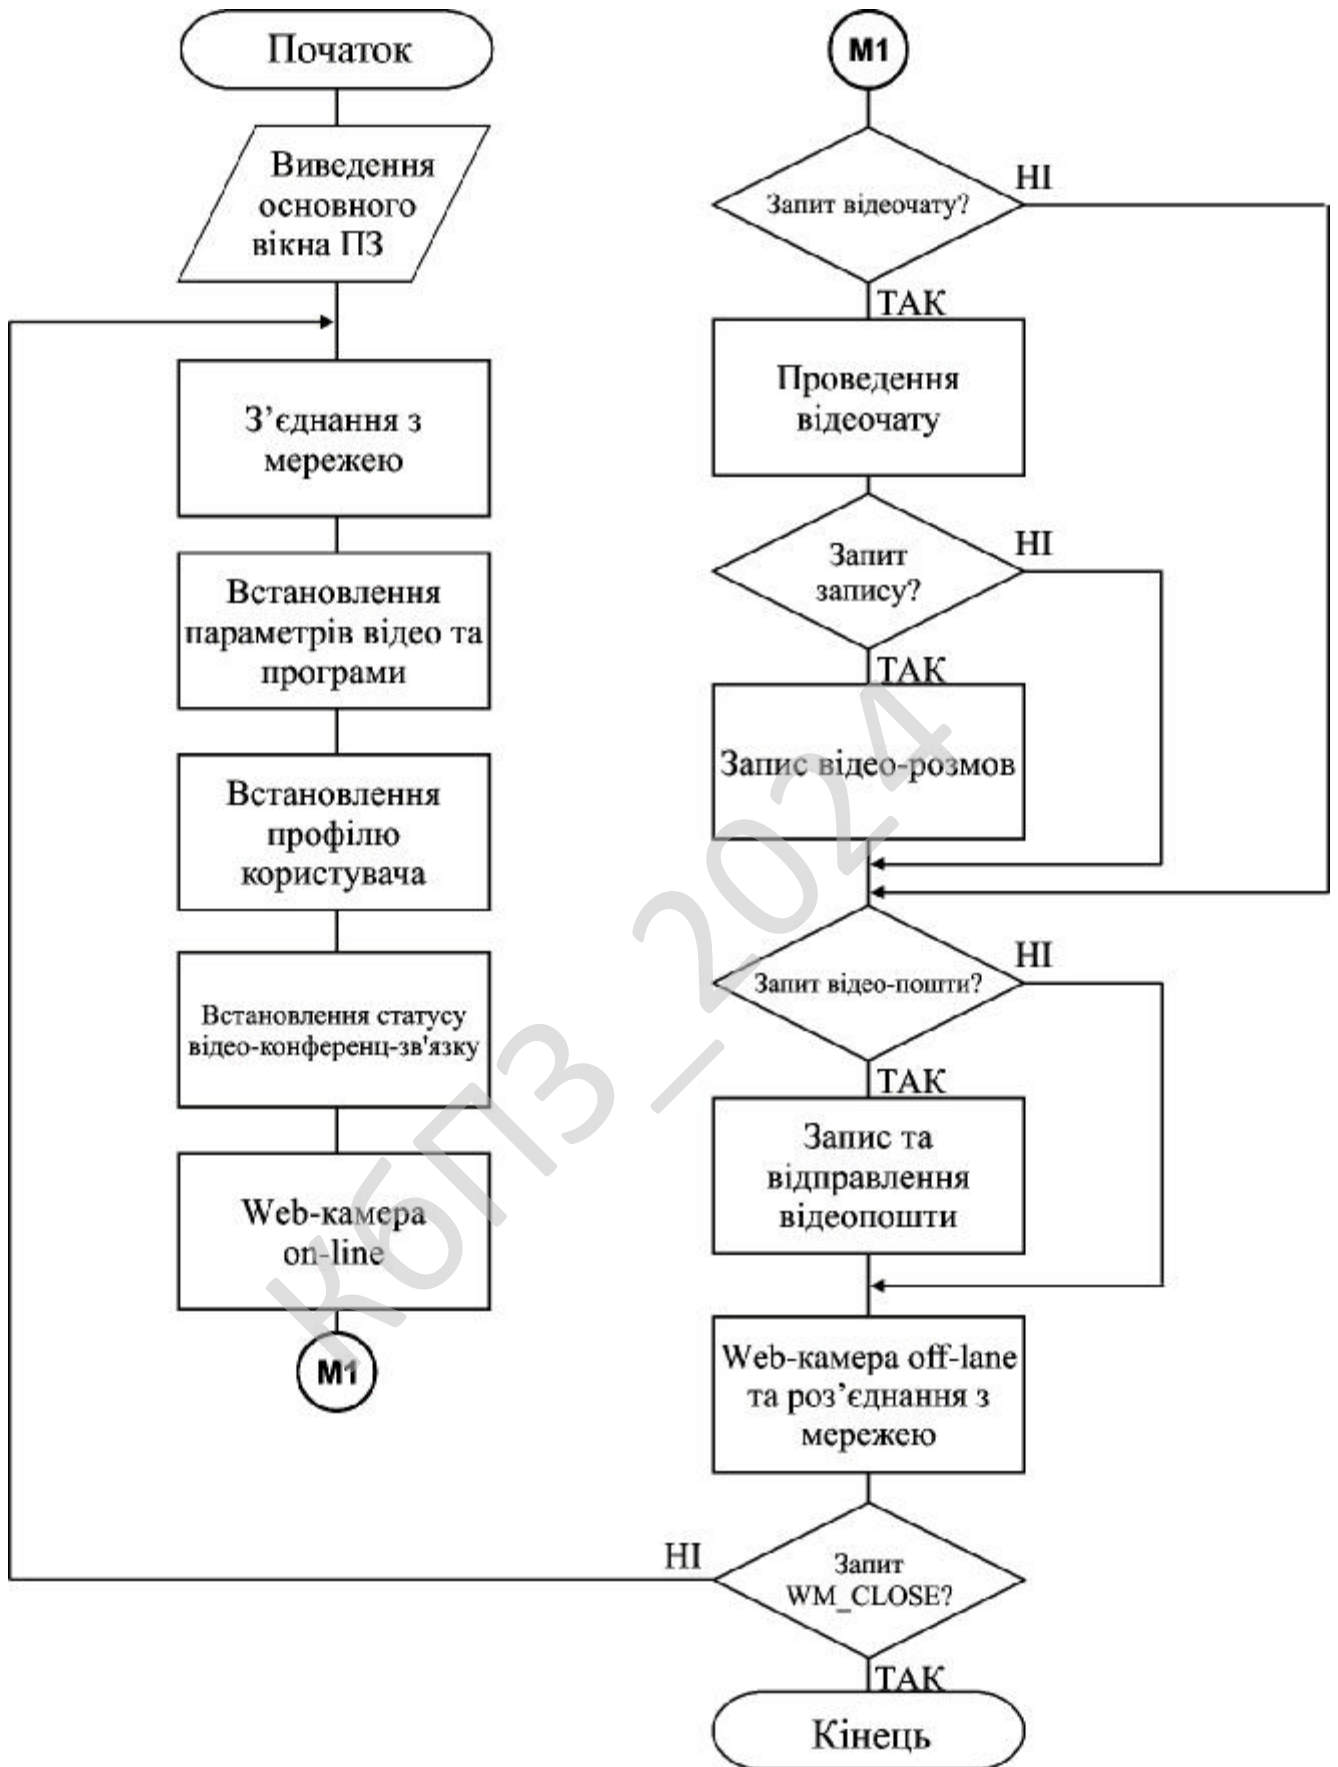 Початок
Виведення
основного
вікна ПЗ
З’єднання з
мережею
Встановлення
параметрів відео та
програми
Встановлення
профілю
користувача
Встановлення статусу
відео-конференц-зв'язку
Web-камера
on-line
M1
M1
Запит відеочату?
НІ
ТАК
Проведення
відеочату
Запит
запису?
НІ
ТАК
Запис відео-розмов
Запит відео-пошти?
НІ
ТАК
Запис та
відправлення
відеопошти
Web-камера off-lane
та роз’єднання з
мережею
НІ
Запит
WM_CLOSE?
ТАК
Кінець
КбПЗ_2024